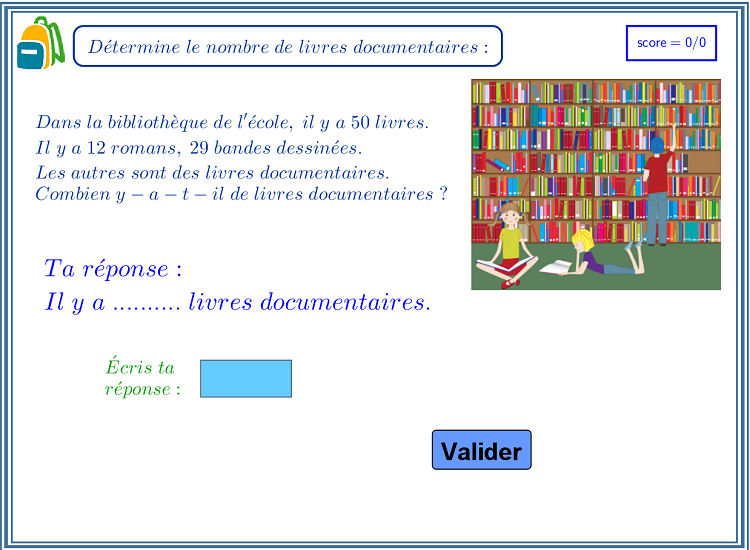 Détermine le nombre de livres documentaires :
score = 0/0
Dans la bibliothèque de l'école, il y a 50 livres.
Il y a 12 romans, 29 bandes dessinées.
Les autres sont des livres documentaires.
Combien y − a − t − il de livres documentaires ?
Ta réponse :
Il y a .......... livres documentaires.
Écris ta
réponse :
Valider